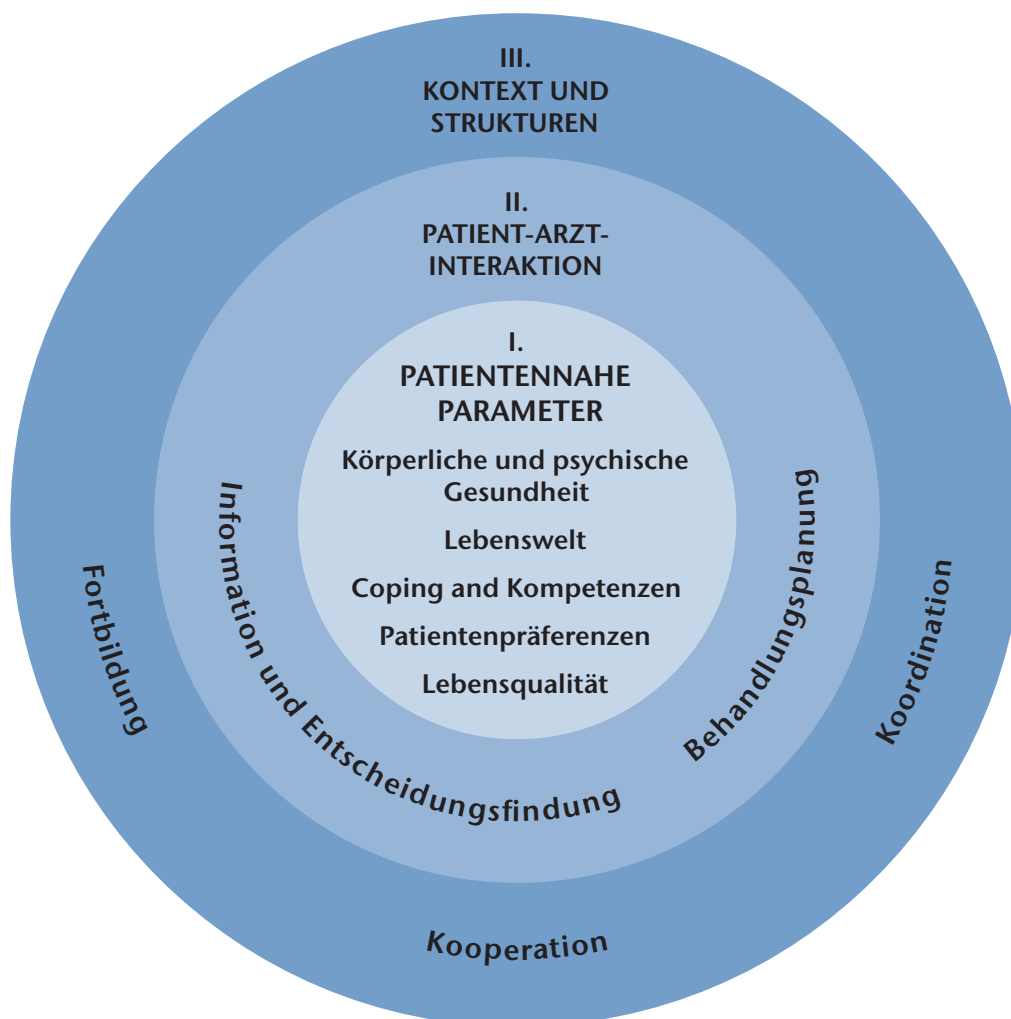 III.
KONTEXT UND
STRUKTUREN
II.
PATIENT-ARZT-
INTERAKTION
I.
PATIENTENNAHE
PARAMETER
Körperliche und psychische
Gesundheit
Lebenswelt
Coping and Kompetenzen
Patientenpräferenzen
Lebensqualität
Information und Entscheidungsfindung
Behandlungsplanung
Fortbildung
Kooperation
Koordination